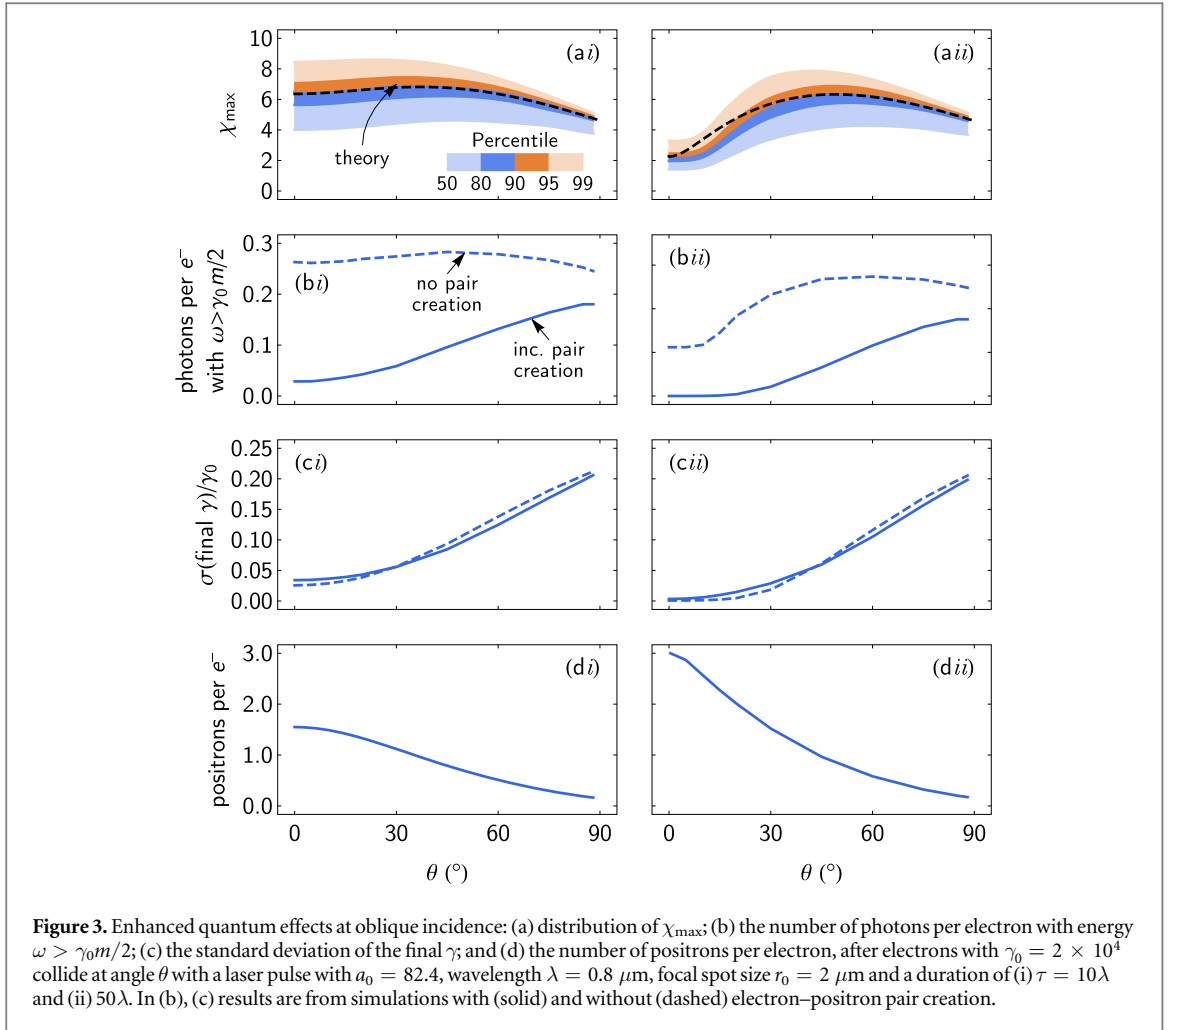 10
8
6
4
2
0
χmax
(ai)
theory
Percentile
50 80 90 95 99
(aii)
0.3
0.2
0.1
0.0
photons per e−
with ω>γ0m/2
(bi)
no pair
creation
inc. pair
creation
(bii)
0.25
0.20
0.15
0.10
0.05
0.00
σ(final γ)/γ0
(ci)
(cii)
3.0
2.0
1.0
0.0
positrons per e−
(di)
(dii)
0 30 60 90
0 30 60 90
θ (°)
θ (°)
Figure 3. Enhanced quantum effects at oblique incidence: (a) distribution of χmax; (b) the number of photons per electron with energy
ω > γ0m/2; (c) the standard deviation of the final γ; and (d) the number of positrons per electron, after electrons with γ0 = 2 × 10⁴
collide at angle θ with a laser pulse with a0 = 82.4, wavelength λ = 0.8 μm, focal spot size r0 = 2 μm and a duration of (i) τ = 10λ
and (ii) 50λ. In (b), (c) results are from simulations with (solid) and without (dashed) electron–positron pair creation.